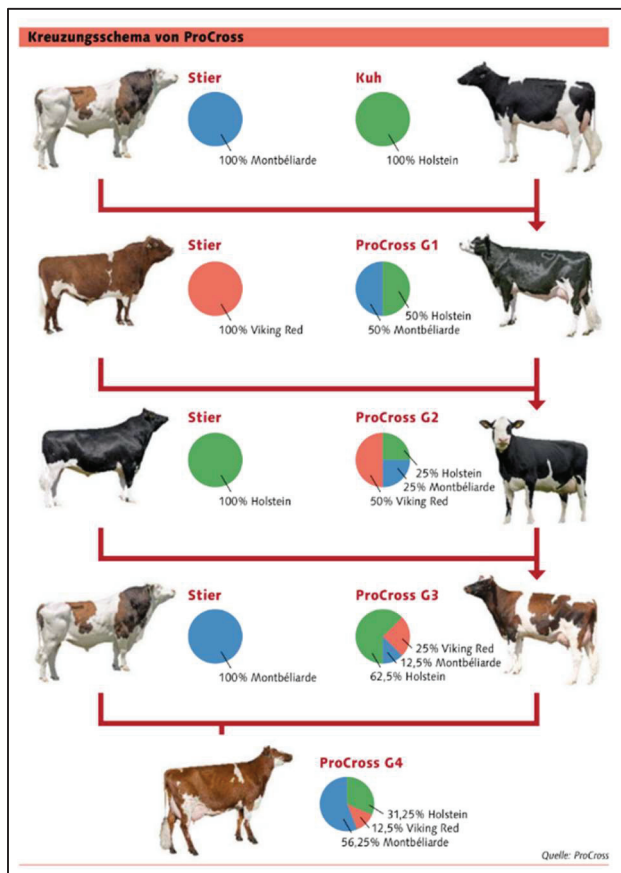 Kreuzungsschema von ProCross
Stier
Kuh
100% Montbéliarde
100% Holstein
Stier
ProCross G1
100% Viking Red
50% Holstein
50% Montbéliarde
Stier
ProCross G2
100% Holstein
25% Holstein
25% Montbéliarde
50% Viking Red
Stier
ProCross G3
100% Montbéliarde
25% Viking Red
12,5% Montbéliarde
62,5% Holstein
ProCross G4
31,25% Holstein
12,5% Viking Red
56,25% Montbéliarde
Quelle: ProCross